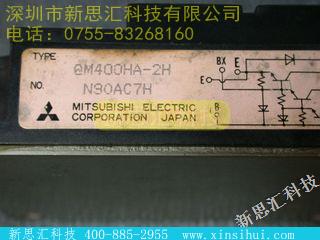 深圳市新思汇科技有限公司
电话：0755-83268160
TYPE QM400HA-2H
NO. N90AC7H
MITSUBISHI ELECTRIC
CORPORATION JAPAN
BX
E
E
B
新思汇科技
新思汇科技 400-885-2955 www.xinsihui.com